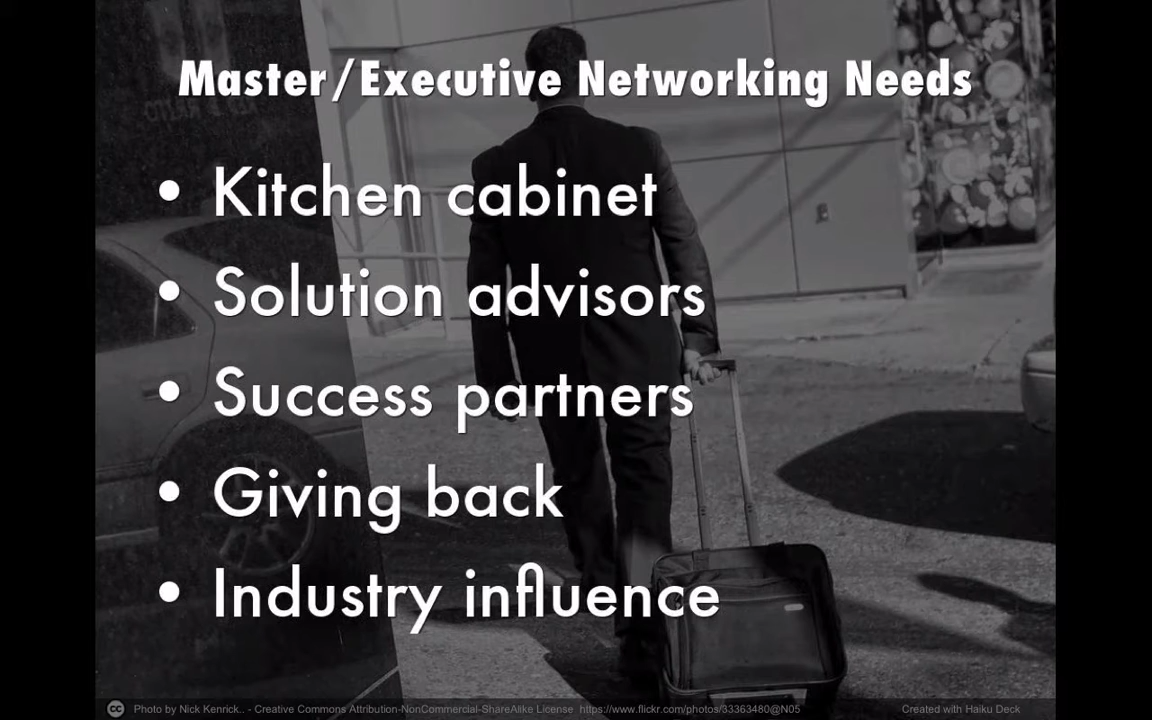 Master/Executive Networking Needs
• Kitchen cabinet
• Solution advisors
• Success partners
• Giving back
• Industry influence
Photo by Nick Kenrick.. - Creative Commons Attribution-NonCommercial-ShareAlike License https://www.flickr.com/photos/33363480@N05
Created with Haiku Deck